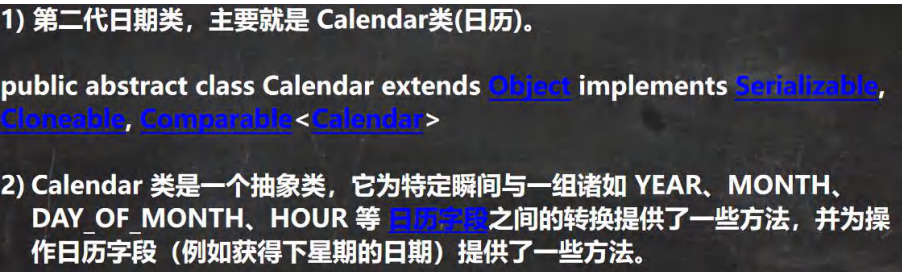 1) 第二代日期类，主要就是 Calendar类(日历)。
public abstract class Calendar extends Object implements Serializable,
Cloneable, Comparable<Calendar>
2) Calendar 类是一个抽象类，它为特定瞬间与一组诸如 YEAR、MONTH、
DAY_OF_MONTH、HOUR 等 日历字段之间的转换提供了一些方法，并为操
作日历字段（例如获得下星期的日期）提供了一些方法。